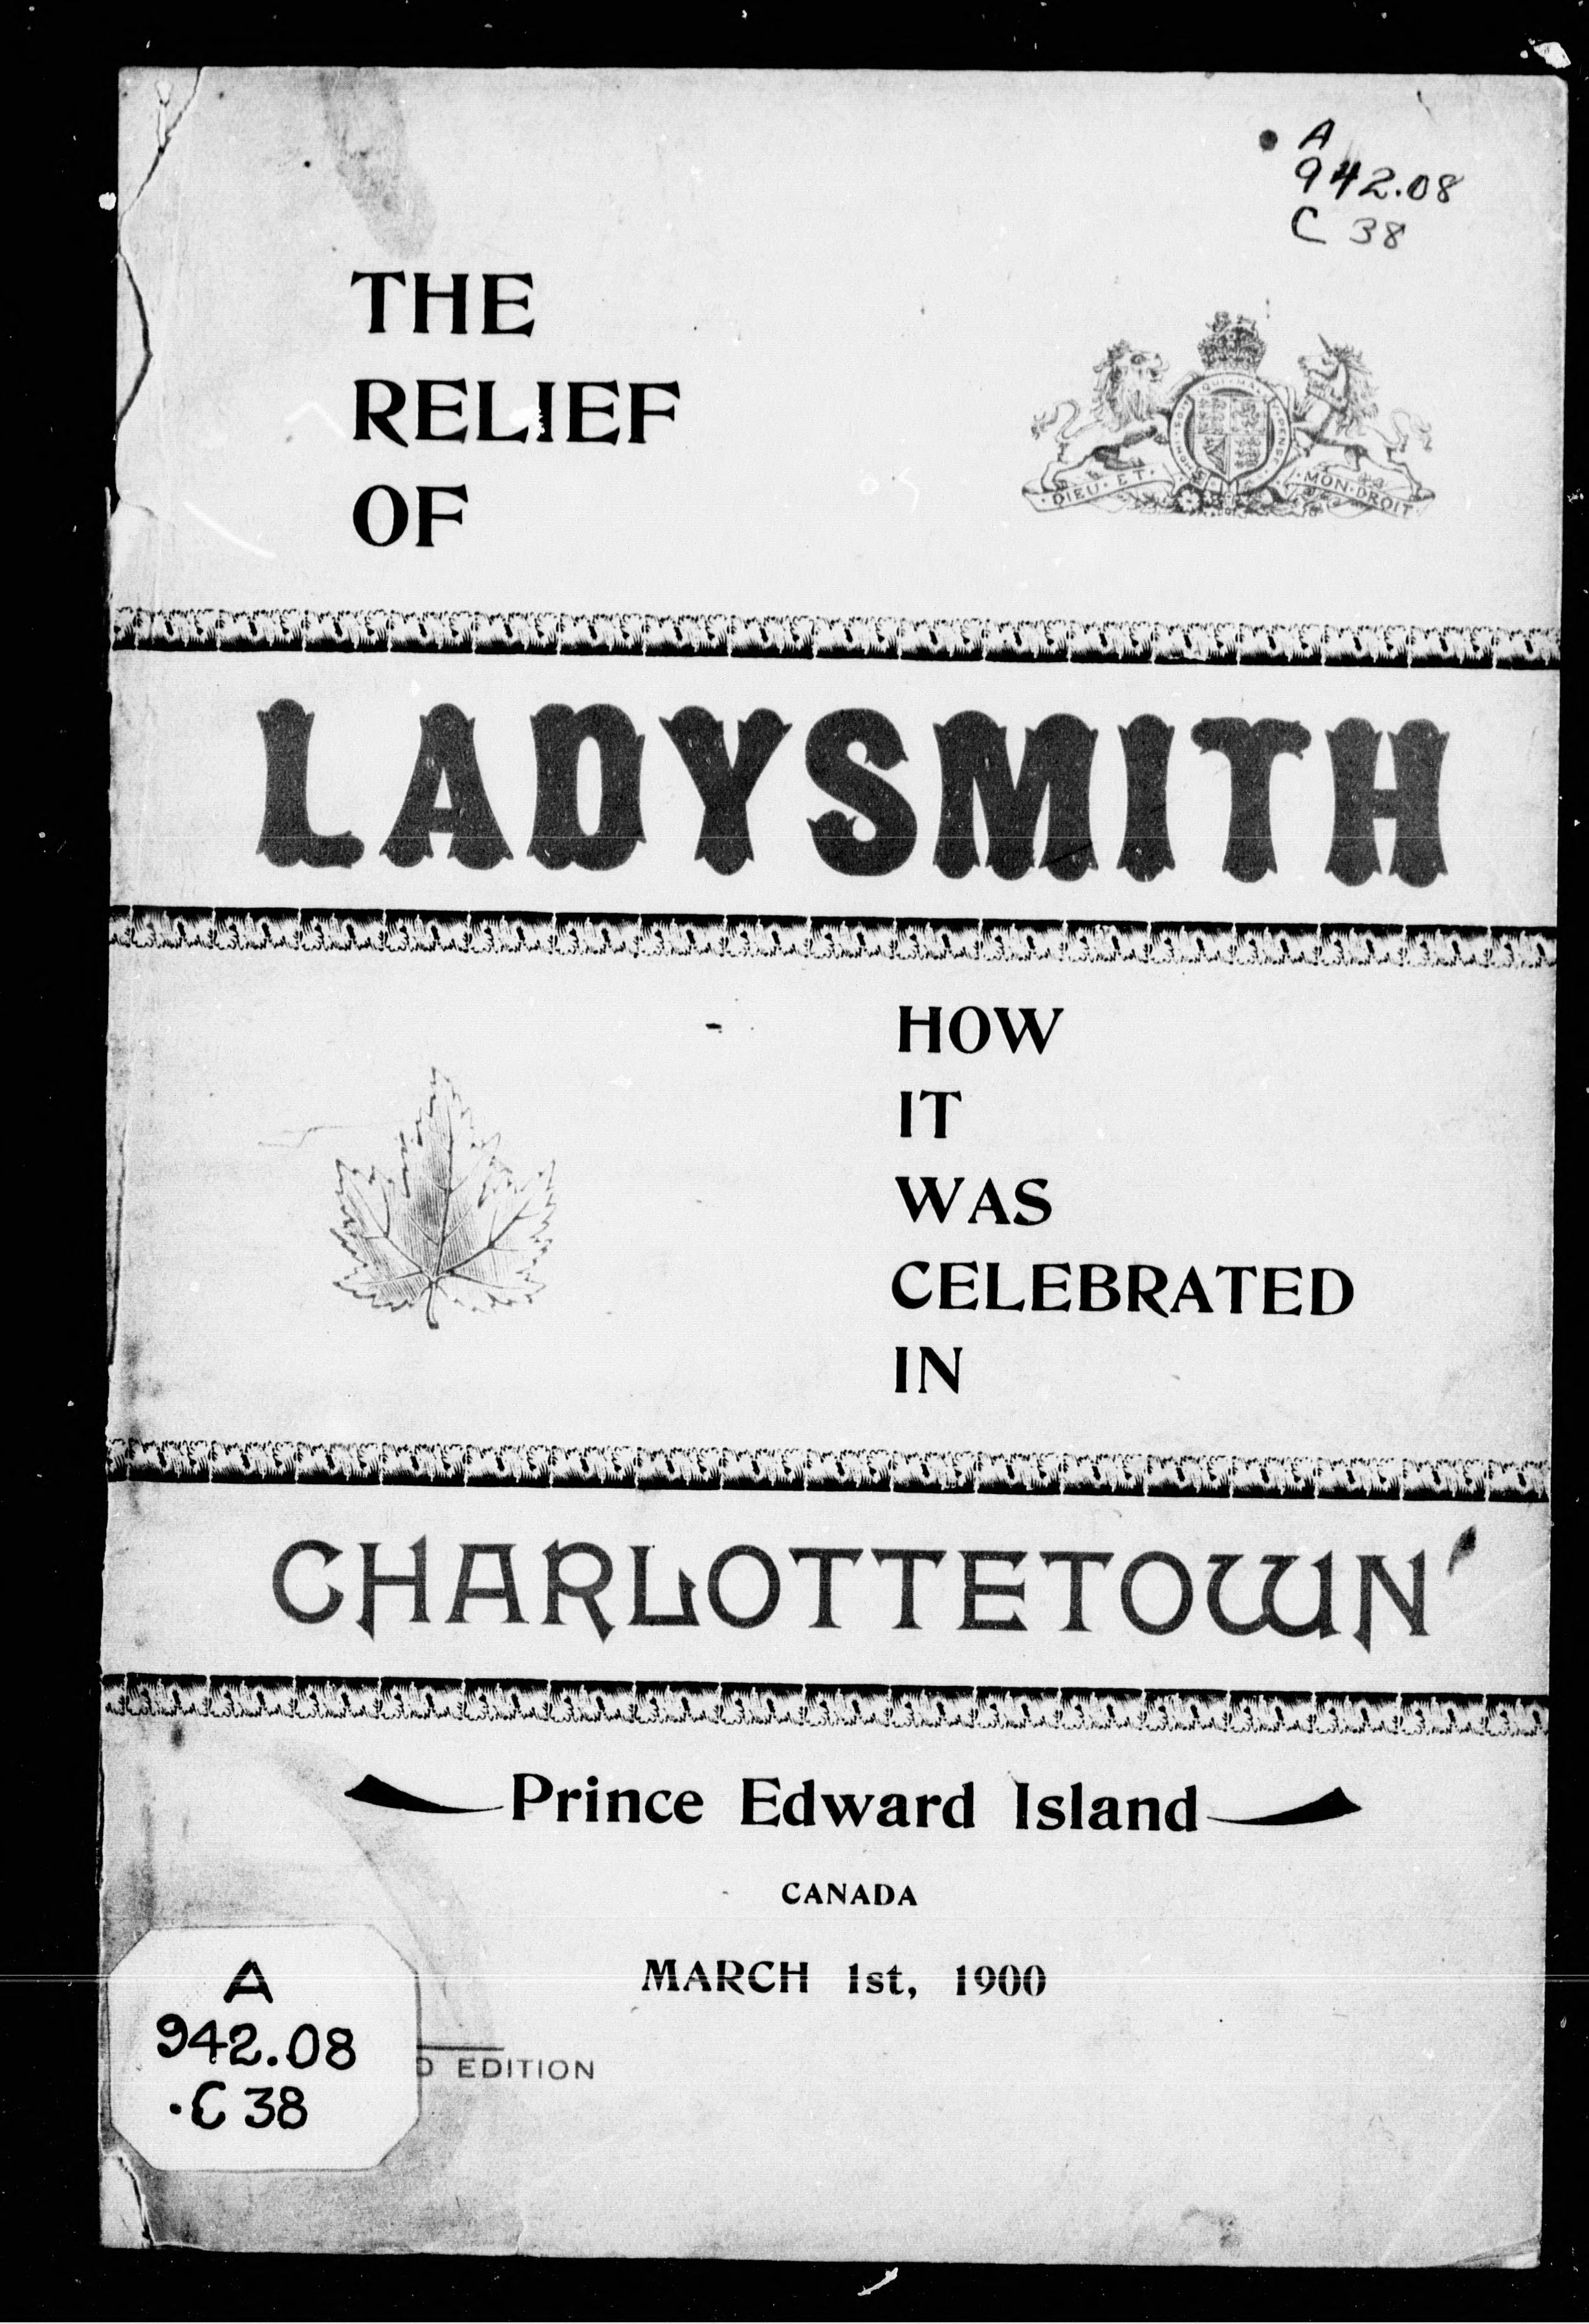 A
942.08
C 38
THE
RELIEF
OF
DIEU · ET · MON · DROIT
LADYSMITH
HOW
IT
WAS
CELEBRATED
IN
CHARLOTTETOWN
Prince Edward Island
CANADA
MARCH 1st, 1900
A
942.08
.C 38
D EDITION